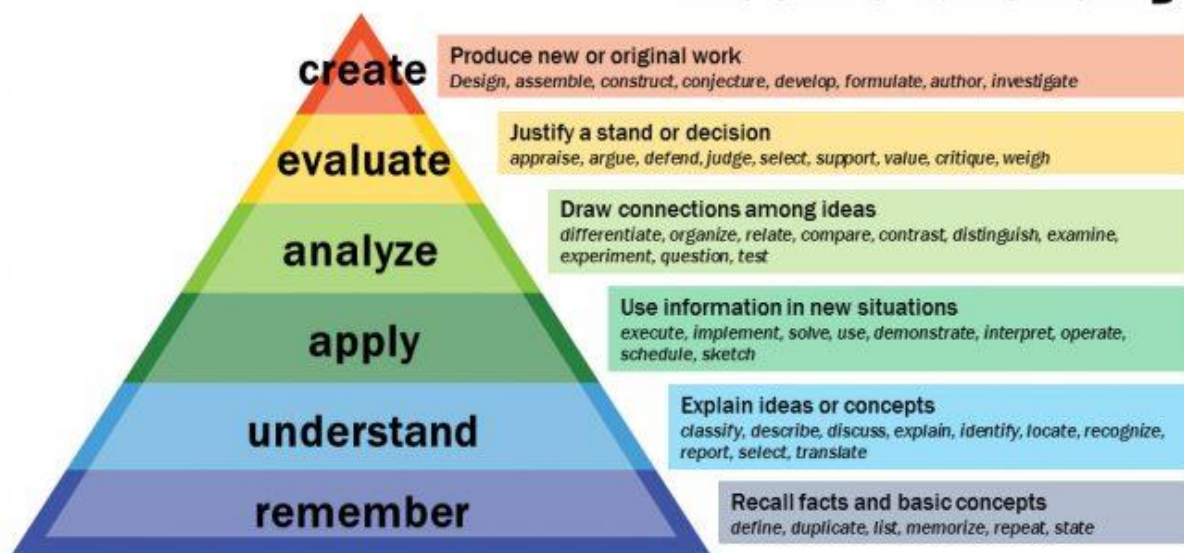 create
Produce new or original work
Design, assemble, construct, conjecture, develop, formulate, author, investigate
evaluate
Justify a stand or decision
appraise, argue, defend, judge, select, support, value, critique, weigh
analyze
Draw connections among ideas
differentiate, organize, relate, compare, contrast, distinguish, examine,
experiment, question, test
apply
Use information in new situations
execute, implement, solve, use, demonstrate, interpret, operate,
schedule, sketch
understand
Explain ideas or concepts
classify, describe, discuss, explain, identify, locate, recognize,
report, select, translate
remember
Recall facts and basic concepts
define, duplicate, list, memorize, repeat, state